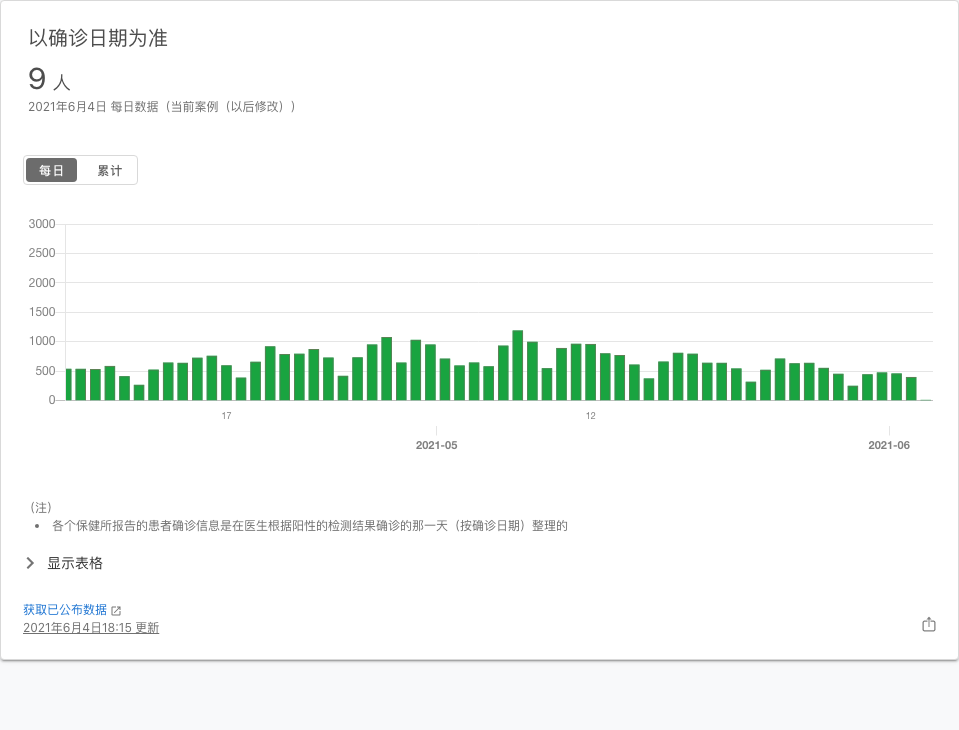 以确诊日期为准
9 人
2021年6月4日 每日数据（当前案例（以后修改））
每日 累计
3000
2500
2000
1500
1000
500
0
17 12
2021-05 2021-06
（注）
• 各个保健所报告的患者确诊信息是在医生根据阳性的检测结果确诊的那一天（按确诊日期）整理的
显示表格
获取已公布数据
2021年6月4日18:15 更新